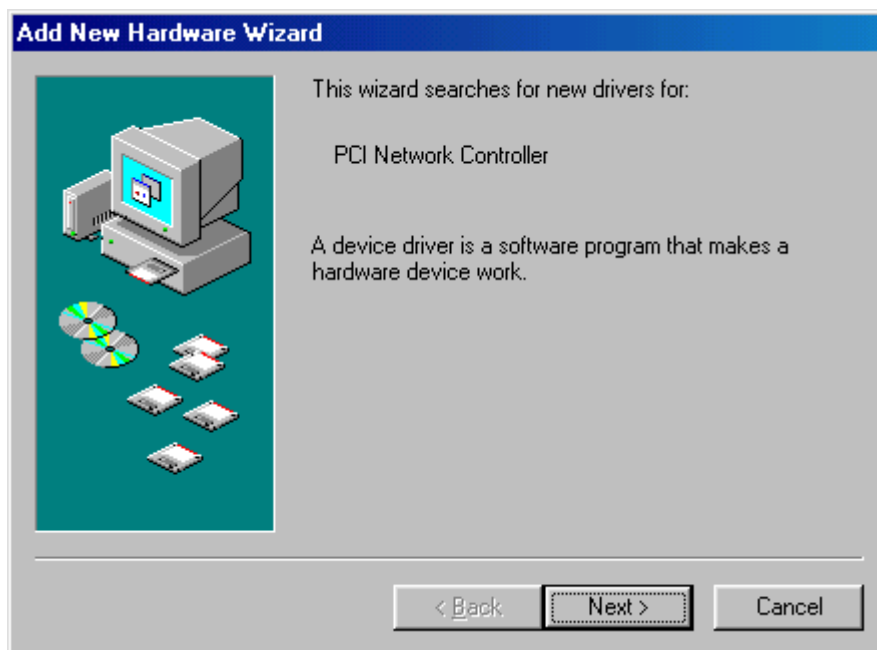 Add New Hardware Wizard
This wizard searches for new drivers for:
PCI Network Controller
A device driver is a software program that makes a
hardware device work.
< Back
Next >
Cancel